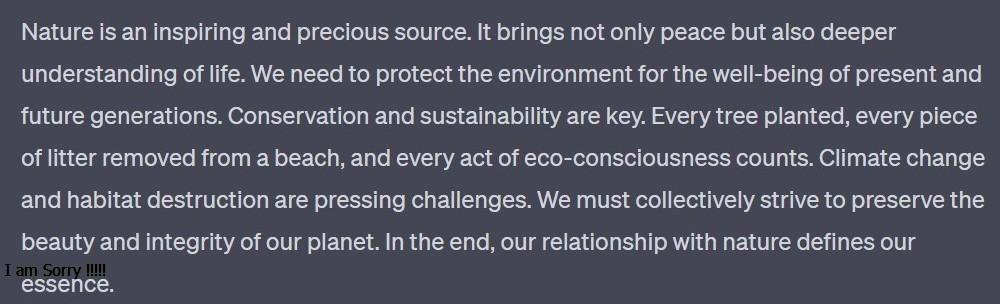 Nature is an inspiring and precious source. It brings not only peace but also deeper
understanding of life. We need to protect the environment for the well-being of present and
future generations. Conservation and sustainability are key. Every tree planted, every piece
of litter removed from a beach, and every act of eco-consciousness counts. Climate change
and habitat destruction are pressing challenges. We must collectively strive to preserve the
beauty and integrity of our planet. In the end, our relationship with nature defines our
I am Sorry !!!!!
essence.